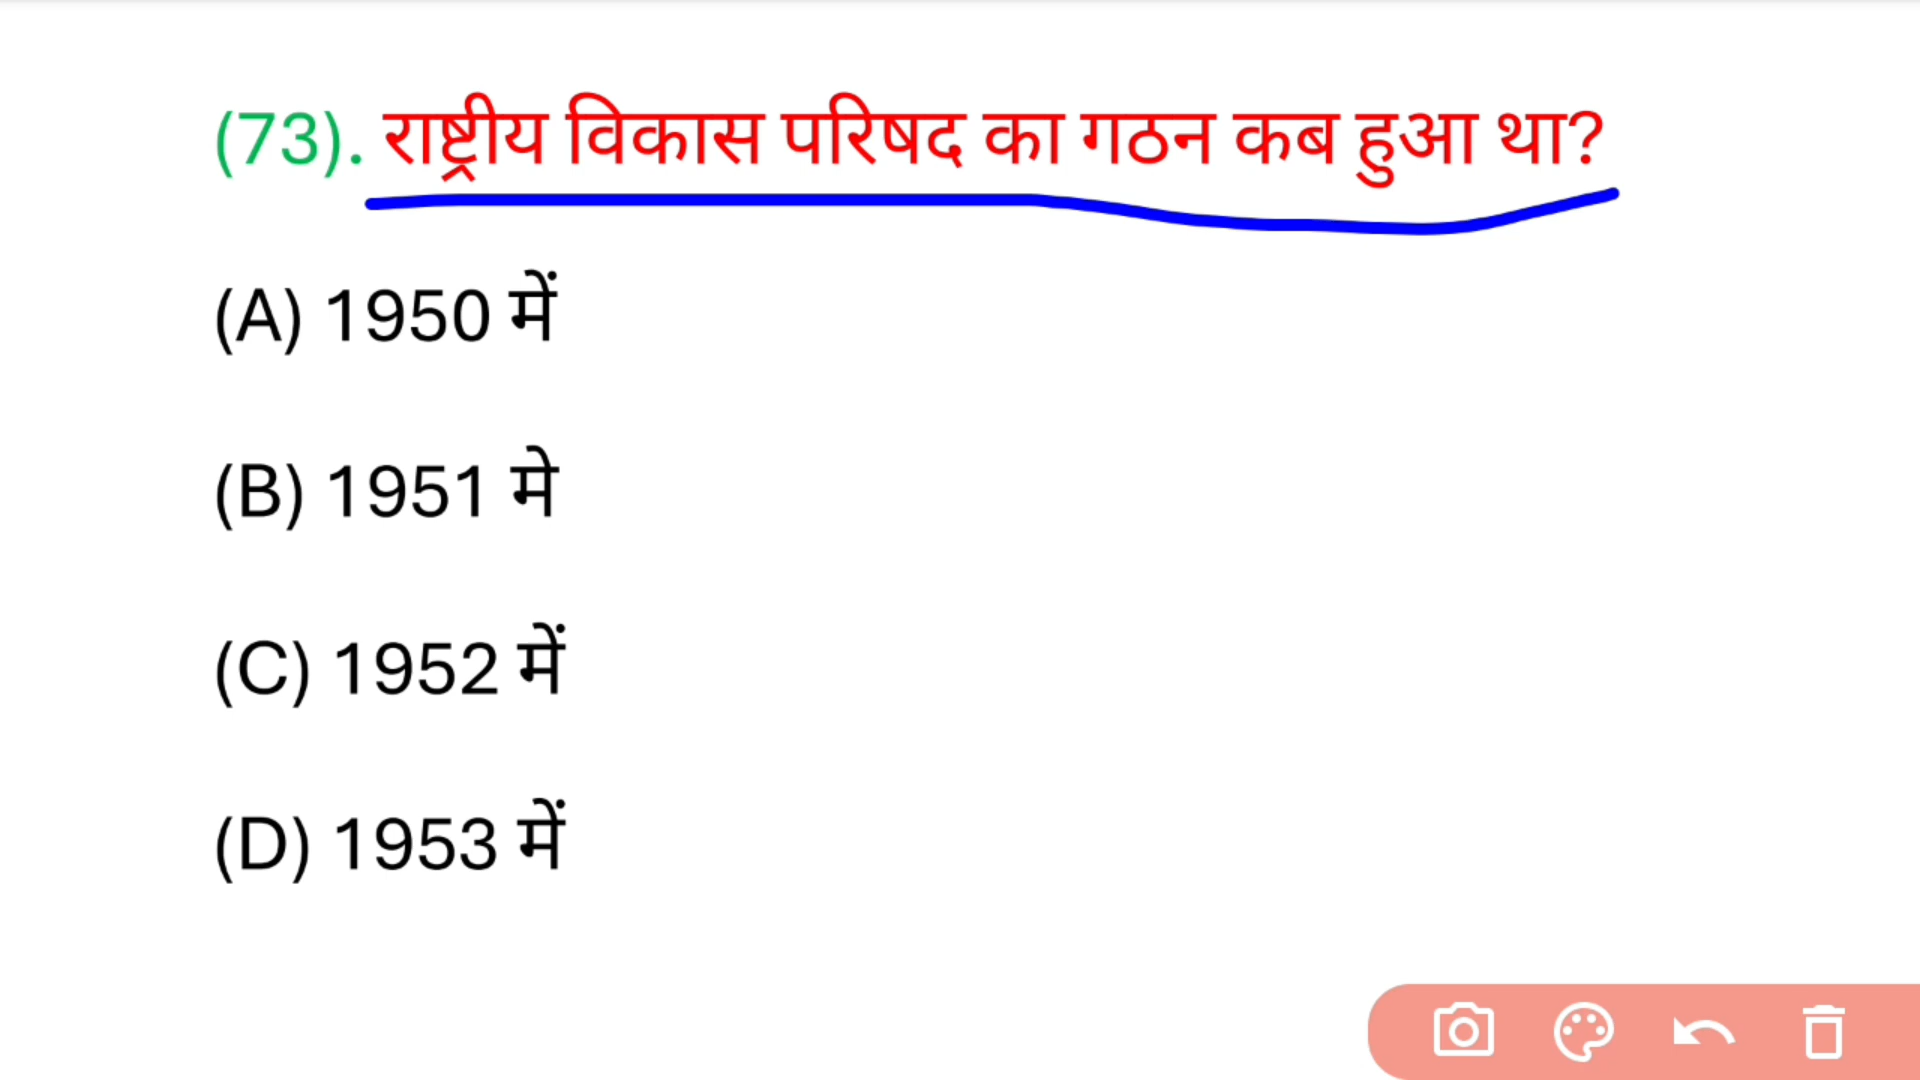 (73). राष्ट्रीय विकास परिषद का गठन कब हुआ था?
(A) 1950 में
(B) 1951 मे
(C) 1952 में
(D) 1953 में